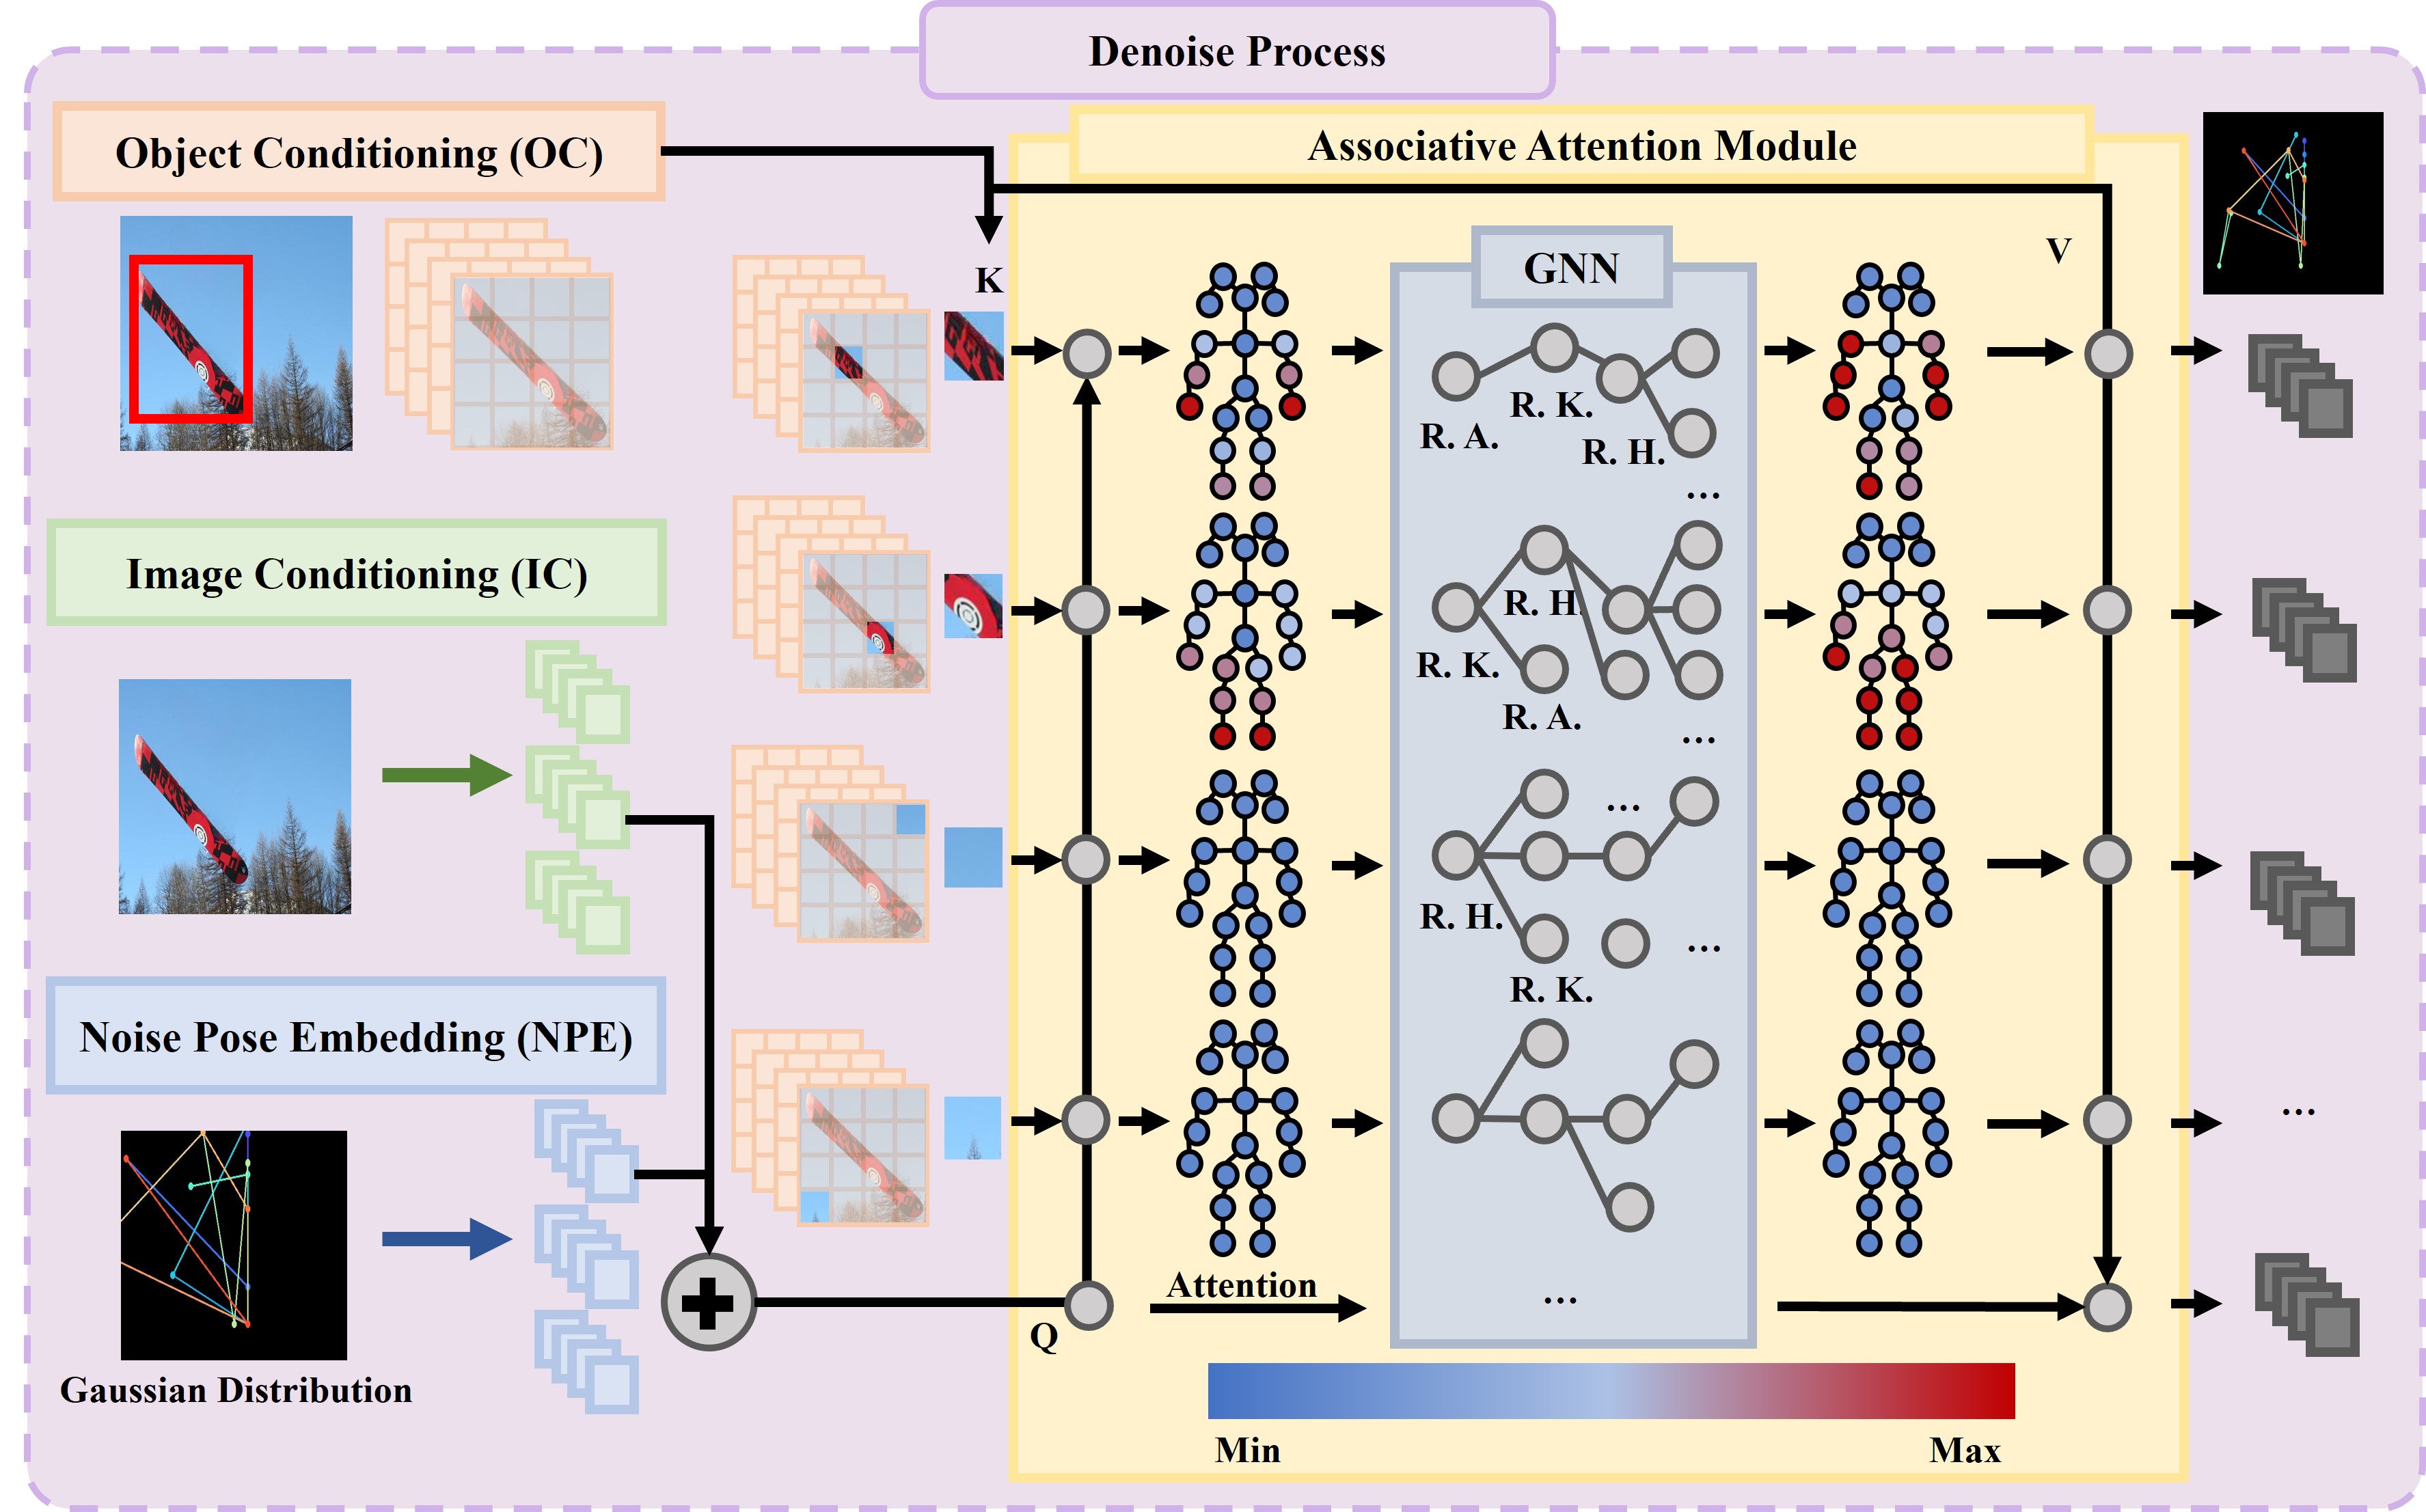 Denoise Process
Object Conditioning (OC)
Associative Attention Module
K
GNN
V
R. A.
R. K.
R. H.
...
Image Conditioning (IC)
R. H.
R. K.
R. A.
...
...
R. H.
...
R. K.
Noise Pose Embedding (NPE)
...
Attention
...
Q
Gaussian Distribution
Min
Max